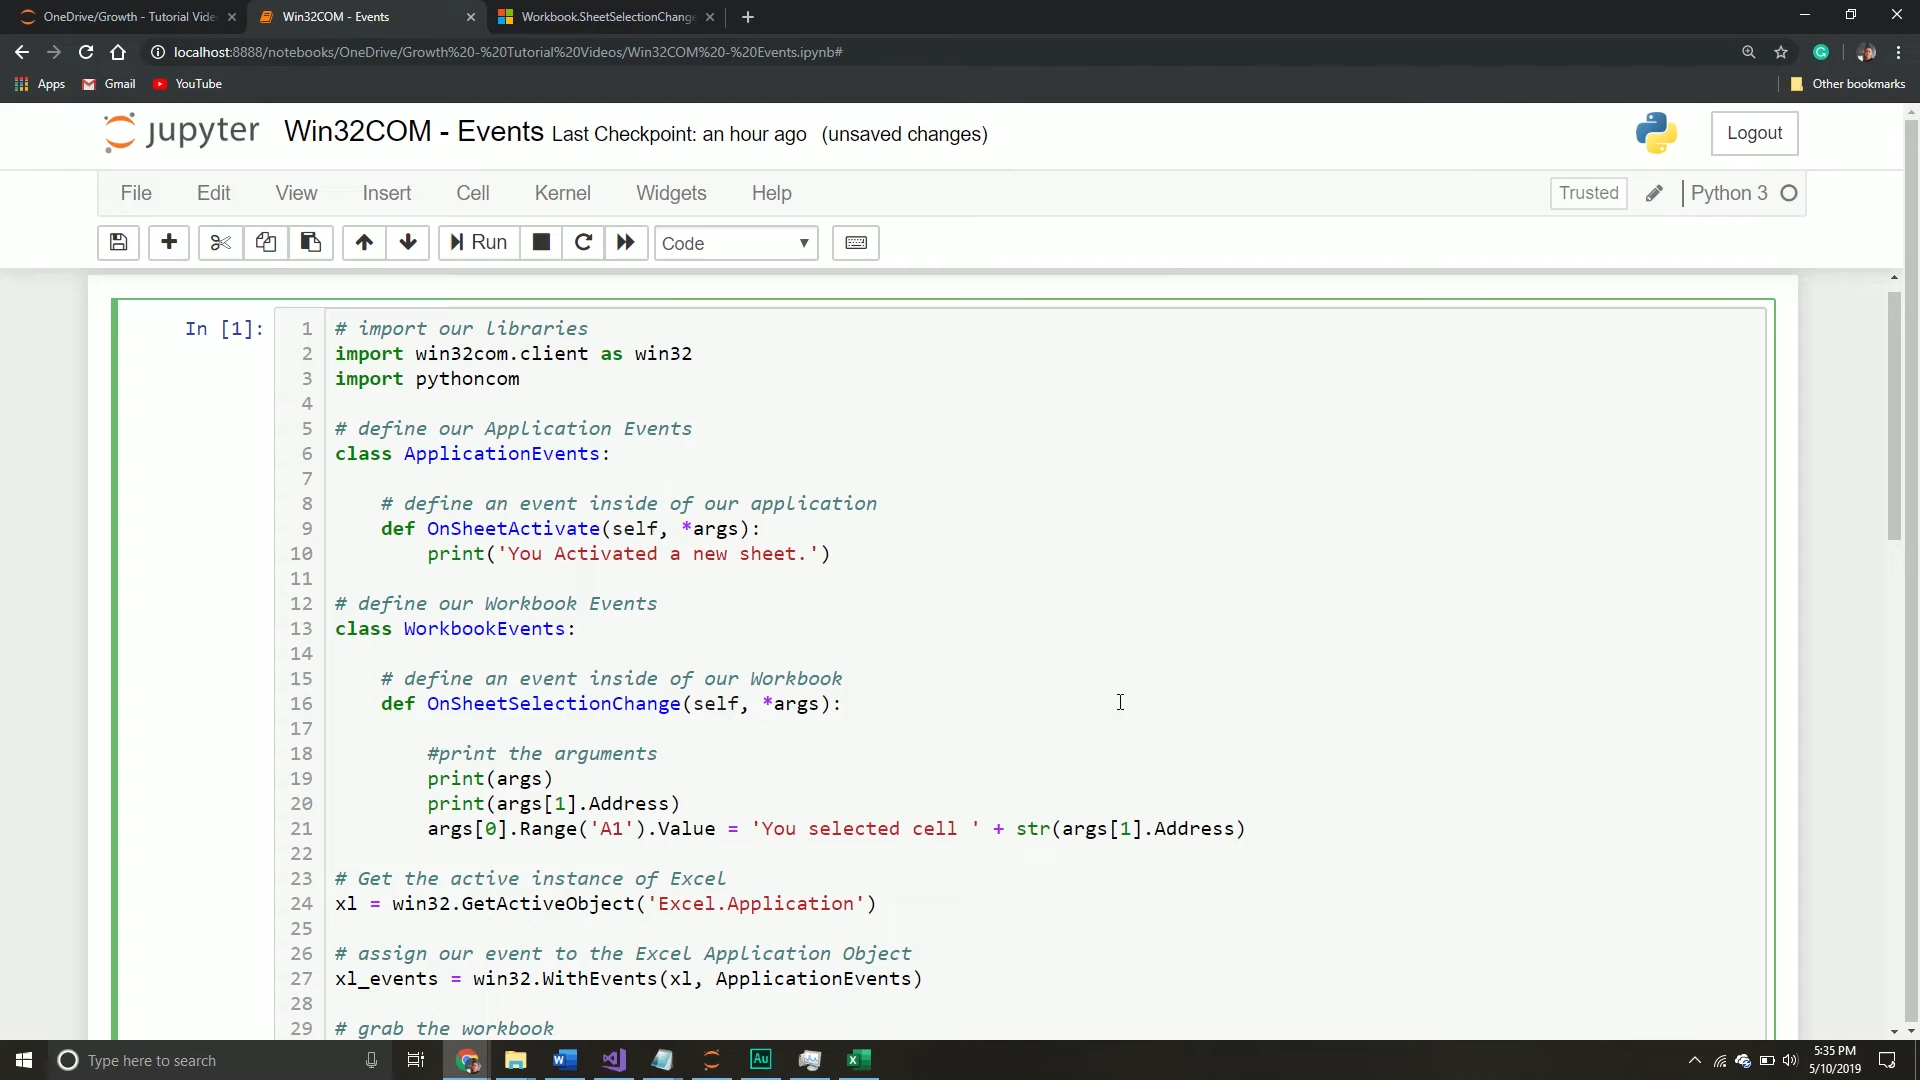 OneDrive/Growth - Tutorial Vide
Win32COM - Events
Workbook.SheetSelectionChange
localhost:8888/notebooks/OneDrive/Growth%20-%20Tutorial%20Videos/Win32COM%20-%20Events.ipynb#
Apps
Gmail
YouTube
Other bookmarks
jupyter
Win32COM - Events Last Checkpoint: an hour ago (unsaved changes)
Logout
File
Edit
View
Insert
Cell
Kernel
Widgets
Help
Trusted
Python 3
Run
Code
In [1]:
1 # import our libraries
2 import win32com.client as win32
3 import pythoncom
4
5 # define our Application Events
6 class ApplicationEvents:
7
8 # define an event inside of our application
9 def OnSheetActivate(self, *args):
10 print('You Activated a new sheet.')
11
12 # define our Workbook Events
13 class WorkbookEvents:
14
15 # define an event inside of our Workbook
16 def OnSheetSelectionChange(self, *args):
17
18 #print the arguments
19 print(args)
20 print(args[1].Address)
21 args[0].Range('A1').Value = 'You selected cell ' + str(args[1].Address)
22
23 # Get the active instance of Excel
24 xl = win32.GetActiveObject('Excel.Application')
25
26 # assign our event to the Excel Application Object
27 xl_events = win32.WithEvents(xl, ApplicationEvents)
28
29 # grab the workbook
Type here to search
Au
5:35 PM
5/10/2019